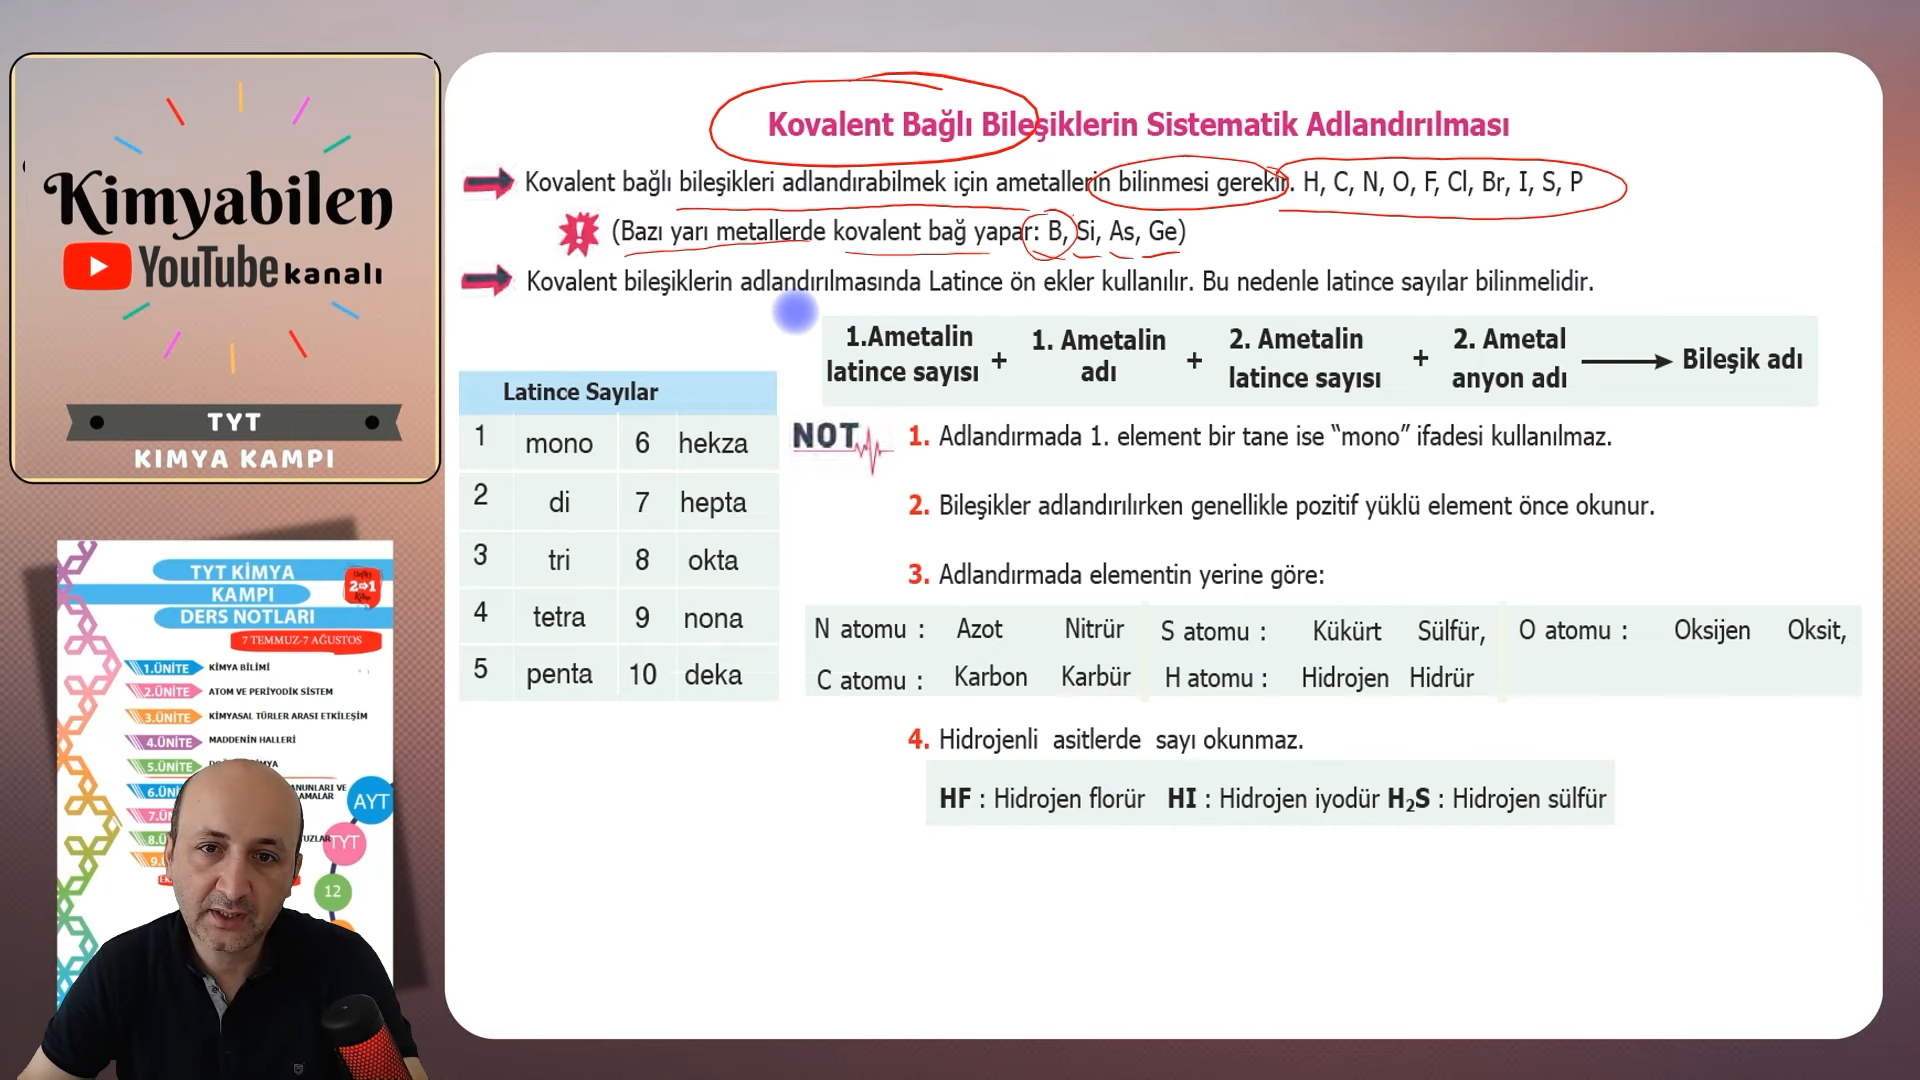 Kimyabilen
YouTube kanalı
TYT
KIMYA KAMPI
TYT KİMYA
KAMPI
DERS NOTLARI
2⇨1
7 TEMMUZ-7 AĞUSTOS
1.ÜNİTE KİMYA BİLİMİ
2.ÜNİTE ATOM VE PERİYODİK SİSTEM
3.ÜNİTE KİMYASAL TÜRLER ARASI ETKİLEŞİM
4.ÜNİTE MADDENİN HALLERİ
5.ÜNİTE
AYT
TYT
12
Kovalent Bağlı Bileşiklerin Sistematik Adlandırılması
Kovalent bağlı bileşikleri adlandırabilmek için ametallerin bilinmesi gerekir. H, C, N, O, F, Cl, Br, I, S, P
(Bazı yarı metallerde kovalent bağ yapar: B, Si, As, Ge)
Kovalent bileşiklerin adlandırılmasında Latince ön ekler kullanılır. Bu nedenle latince sayılar bilinmelidir.
1.Ametalin latince sayısı + 1. Ametalin adı + 2. Ametalin latince sayısı + 2. Ametal anyon adı ⟶ Bileşik adı
Latince Sayılar
1 mono 6 hekza
2 di 7 hepta
3 tri 8 okta
4 tetra 9 nona
5 penta 10 deka
NOT
1. Adlandırmada 1. element bir tane ise “mono” ifadesi kullanılmaz.
2. Bileşikler adlandırılırken genellikle pozitif yüklü element önce okunur.
3. Adlandırmada elementin yerine göre:
N atomu : Azot Nitrür S atomu : Kükürt Sülfür, O atomu : Oksijen Oksit,
C atomu : Karbon Karbür H atomu : Hidrojen Hidrür
4. Hidrojenli asitlerde sayı okunmaz.
HF : Hidrojen florür HI : Hidrojen iyodür H₂S : Hidrojen sülfür